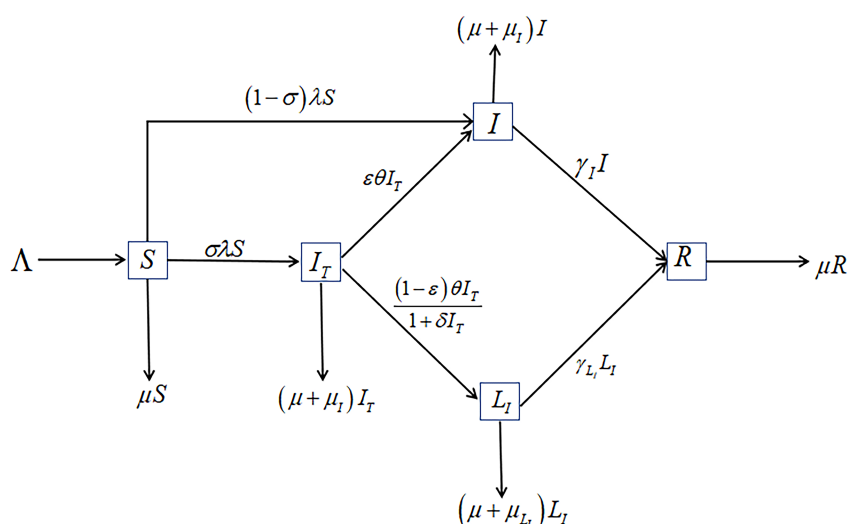 (μ+μ_I)I
(1−σ)λS
I
εθI_T
γ_I I
Λ
S
σλS
I_T
R
μR
(1−ε)θI_T
1+δI_T
μS
(μ+μ_I)I_T
L_I
γ_{L_I}L_I
(μ+μ_{L_I})L_I